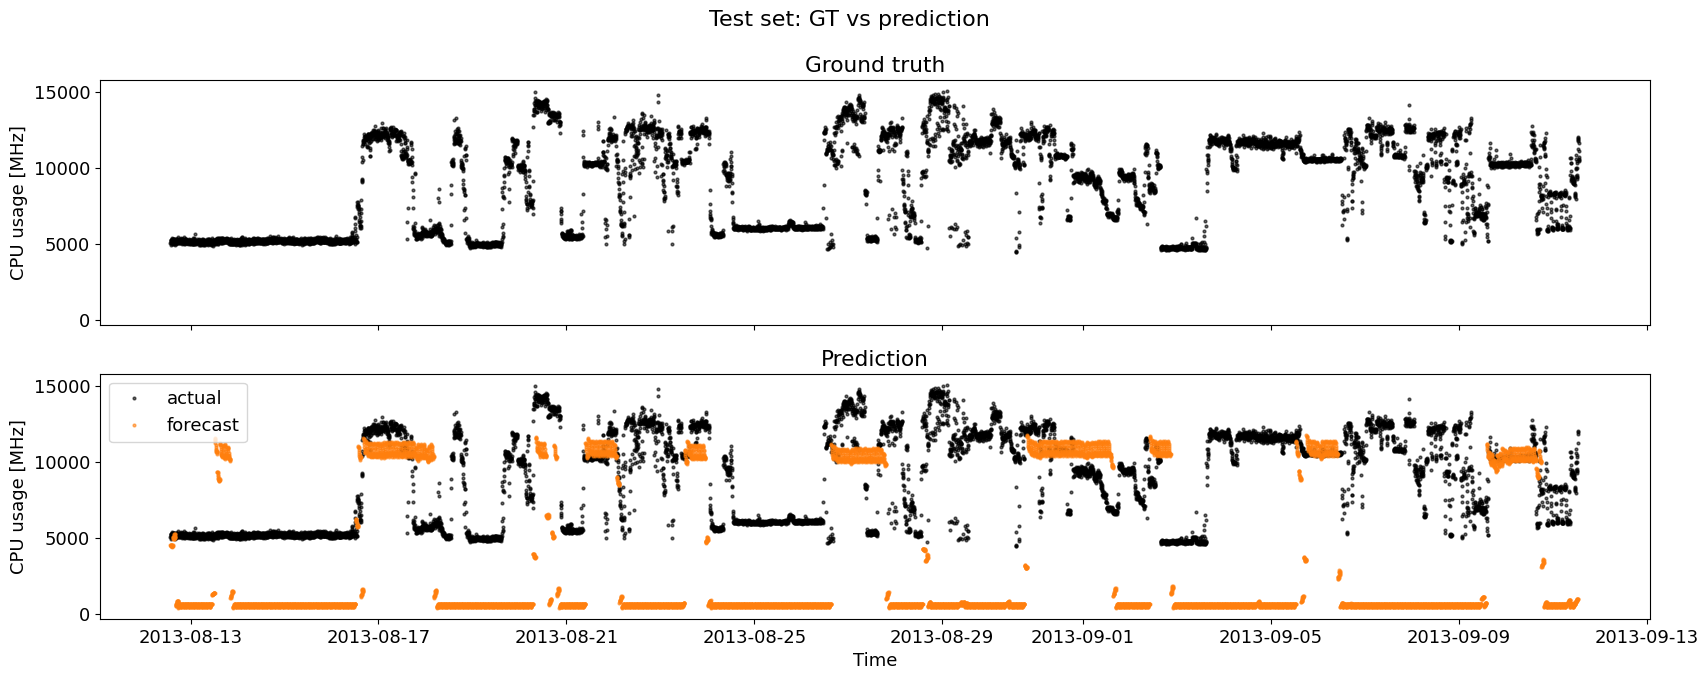 Test set: GT vs prediction
Ground truth
15000
10000
5000
0
CPU usage [MHz]
Prediction
15000
10000
5000
0
CPU usage [MHz]
actual
forecast
2013-08-13 2013-08-17 2013-08-21 2013-08-25 2013-08-29 2013-09-01 2013-09-05 2013-09-09 2013-09-13
Time